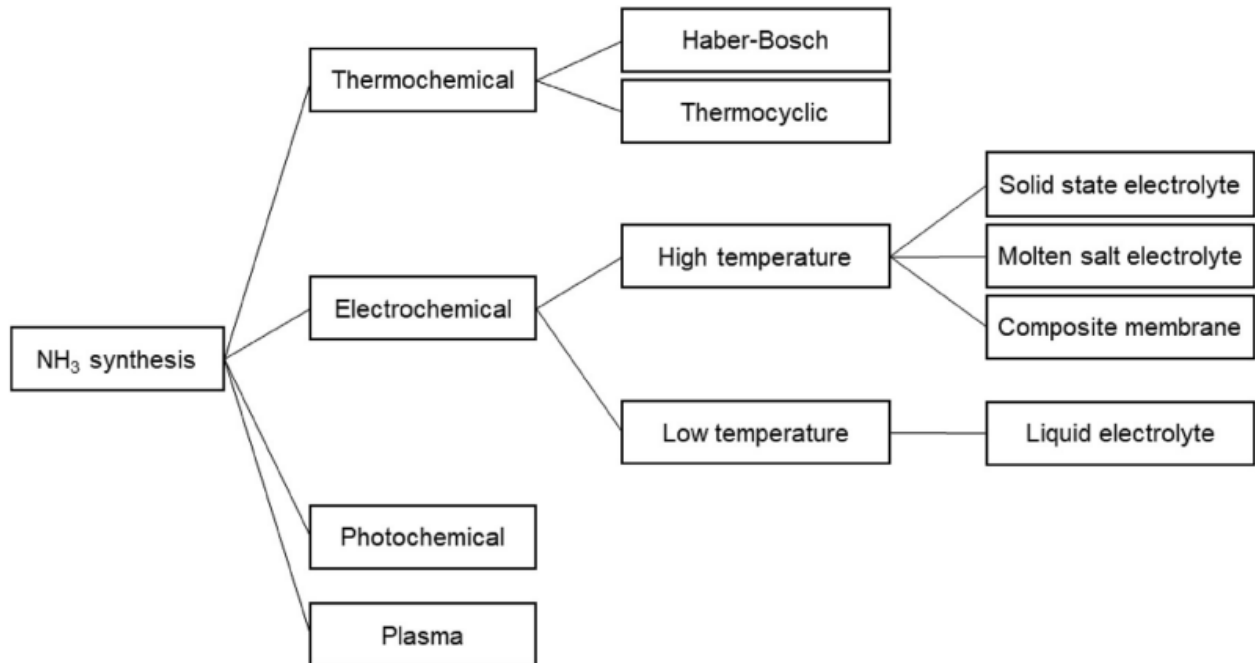 Haber-Bosch
Thermochemical
Thermocyclic
Solid state electrolyte
High temperature
Molten salt electrolyte
Electrochemical
Composite membrane
NH₃ synthesis
Low temperature
Liquid electrolyte
Photochemical
Plasma